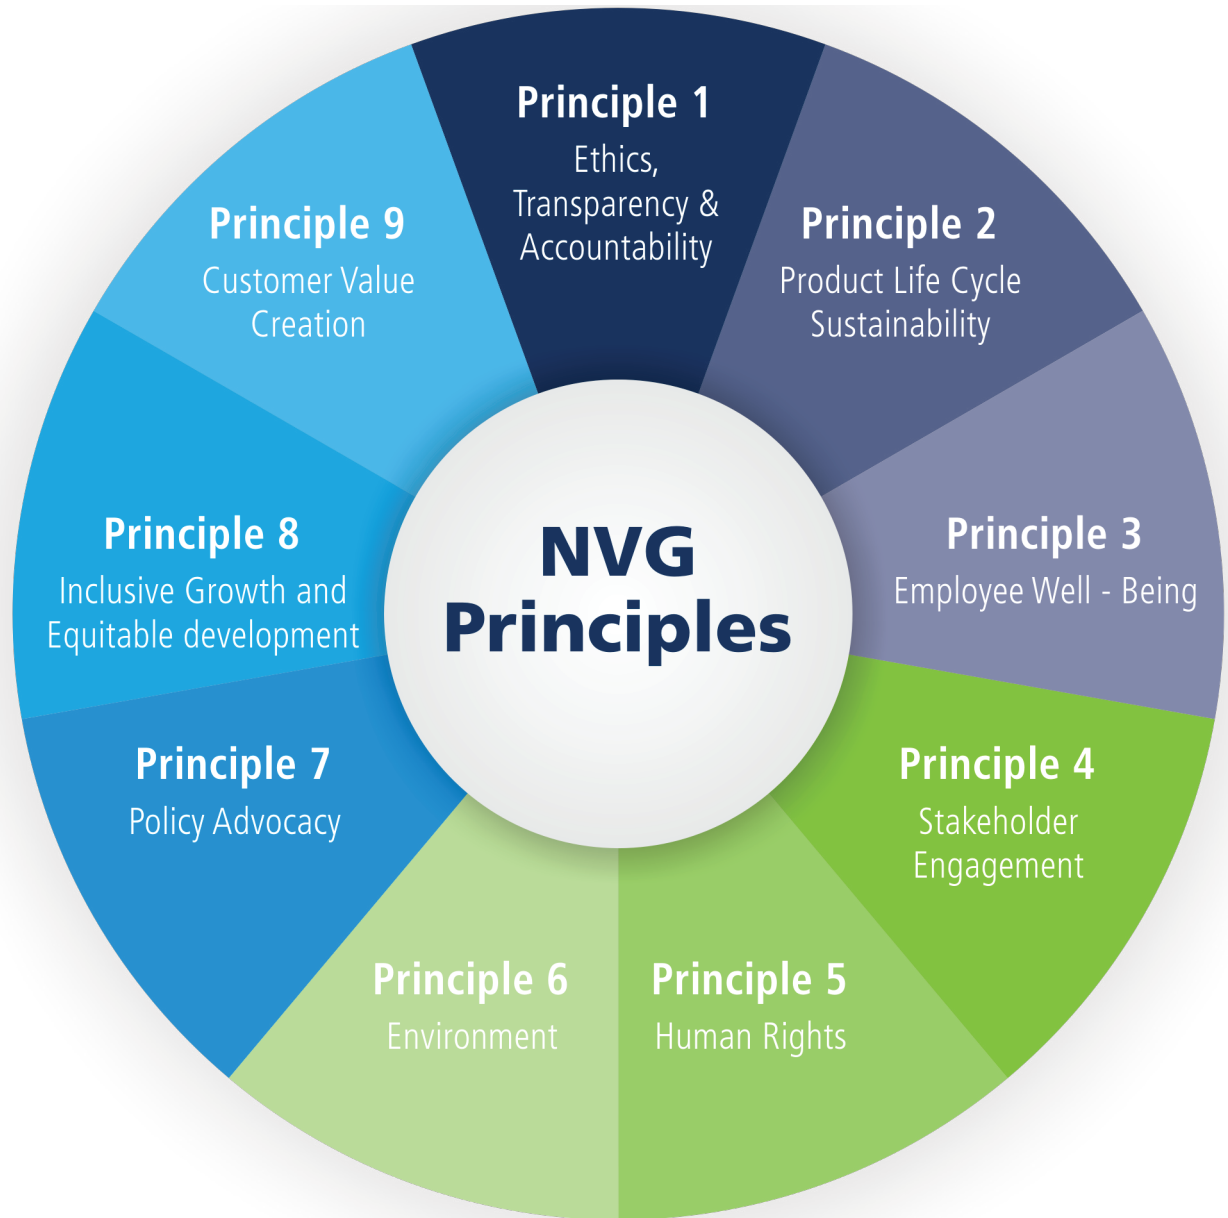 Principle 1
Ethics,
Transparency &
Accountability
Principle 2
Product Life Cycle
Sustainability
Principle 3
Employee Well - Being
Principle 4
Stakeholder
Engagement
Principle 5
Human Rights
Principle 6
Environment
Principle 7
Policy Advocacy
Principle 8
Inclusive Growth and
Equitable development
Principle 9
Customer Value
Creation
NVG
Principles